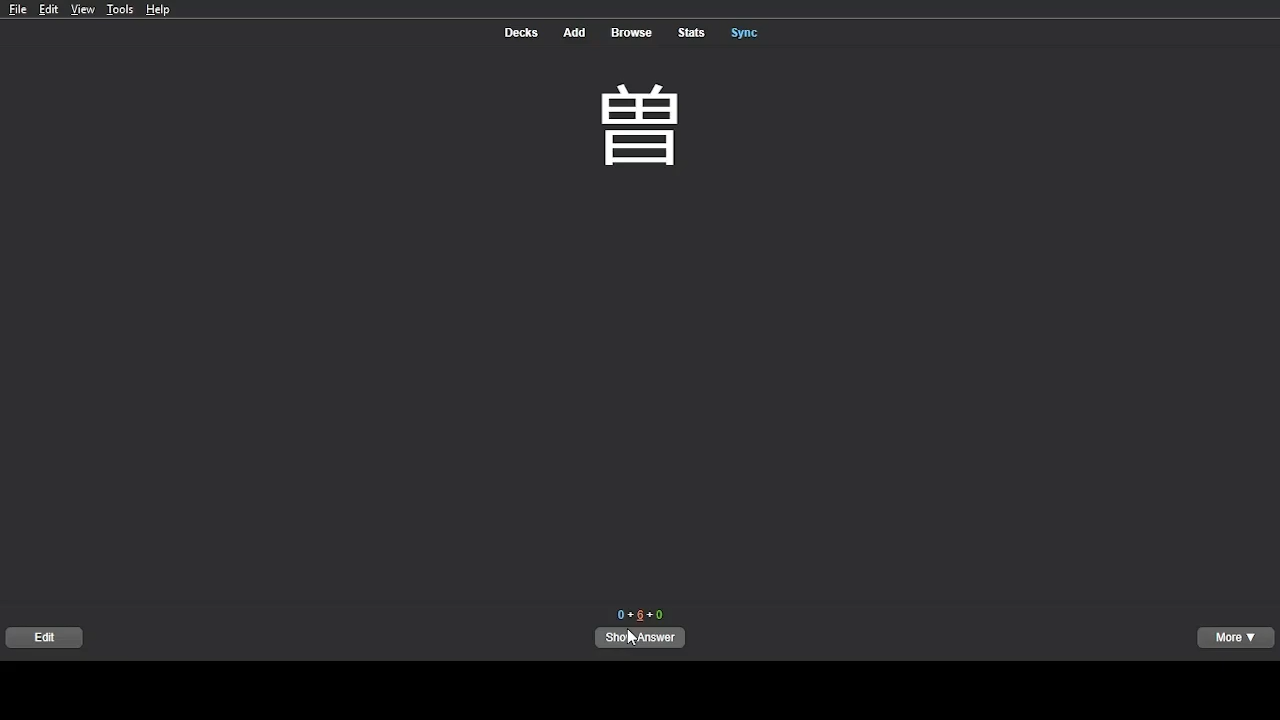 File Edit View Tools Help
Decks Add Browse Stats Sync
曽
0 + 6 + 0
Edit Show Answer More ▼